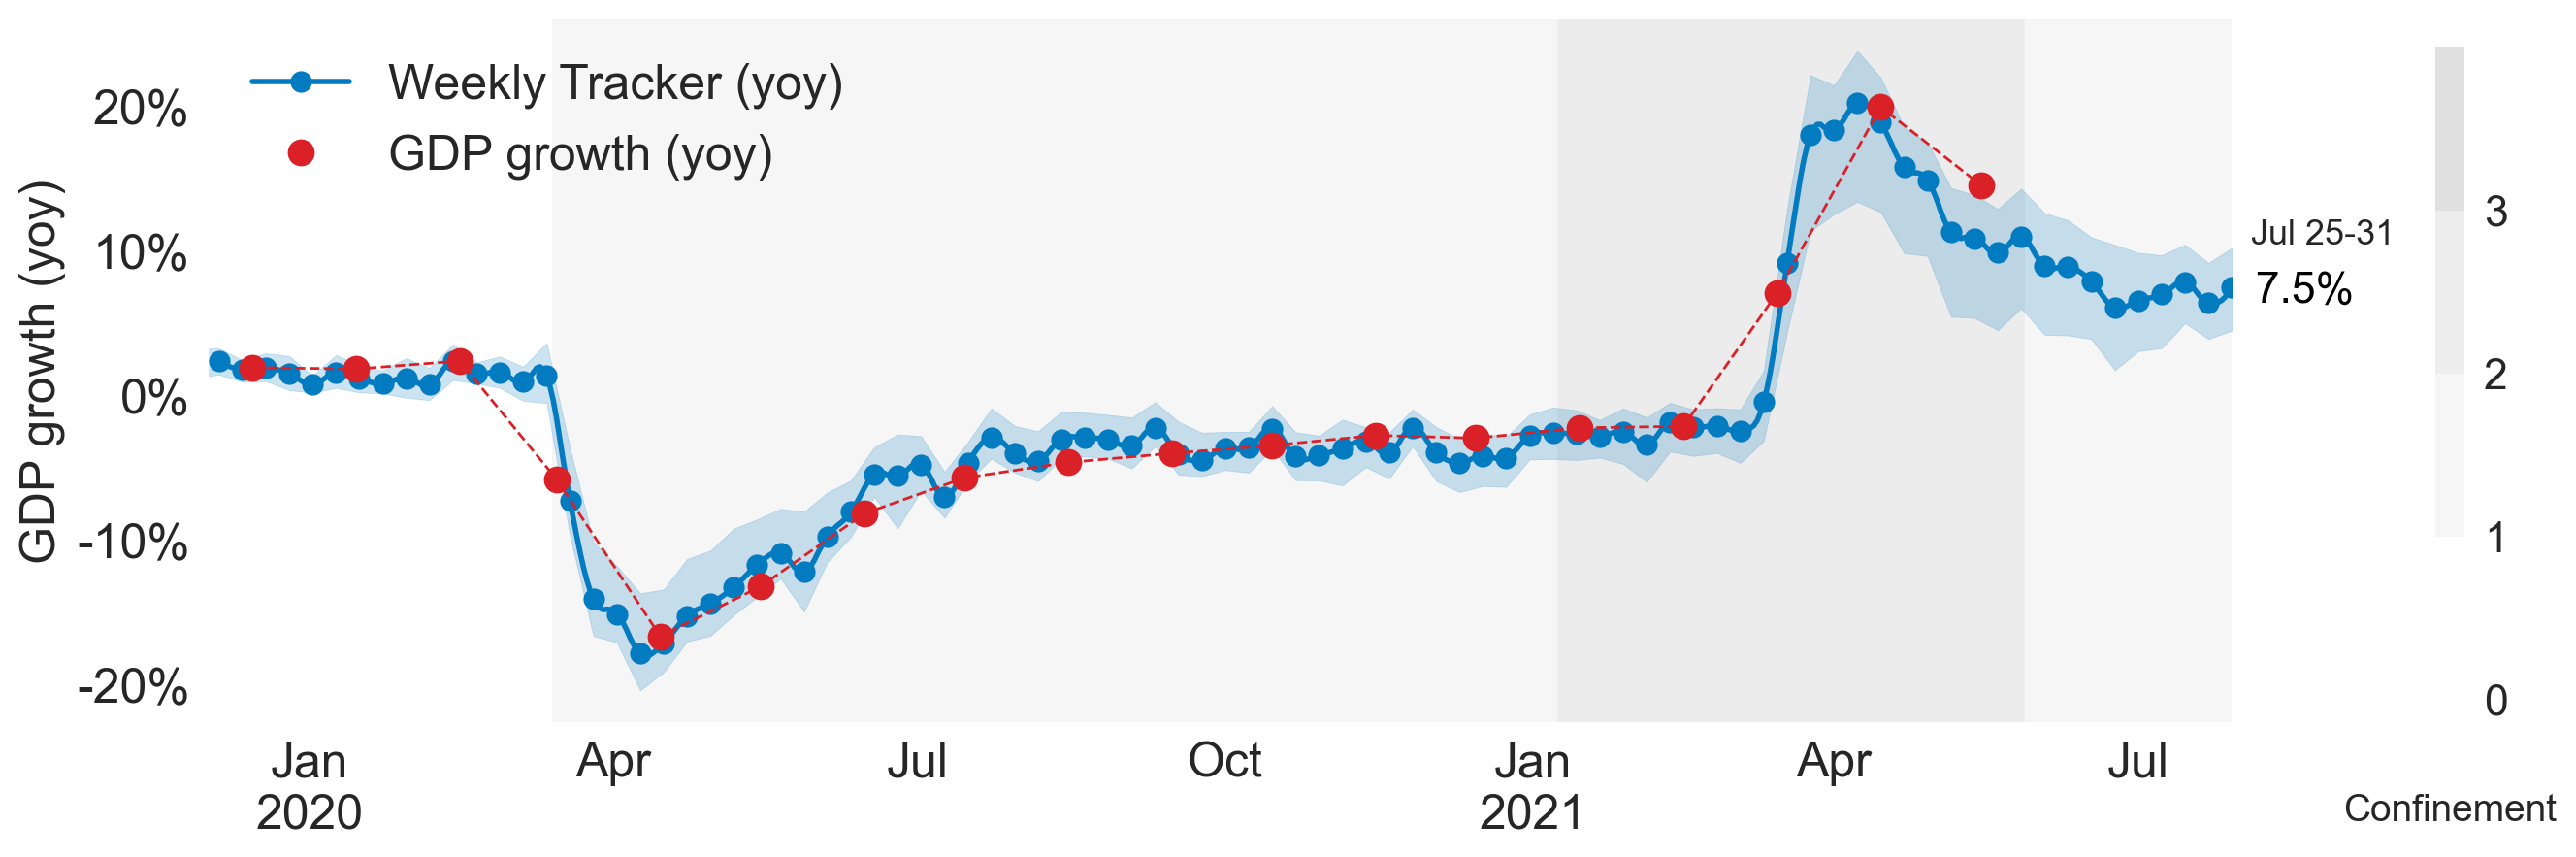 Weekly Tracker (yoy)
GDP growth (yoy)
GDP growth (yoy)
20%
10%
0%
-10%
-20%
Jan
2020
Apr
Jul
Oct
Jan
2021
Apr
Jul
Jul 25-31
7.5%
3
2
1
0
Confinement